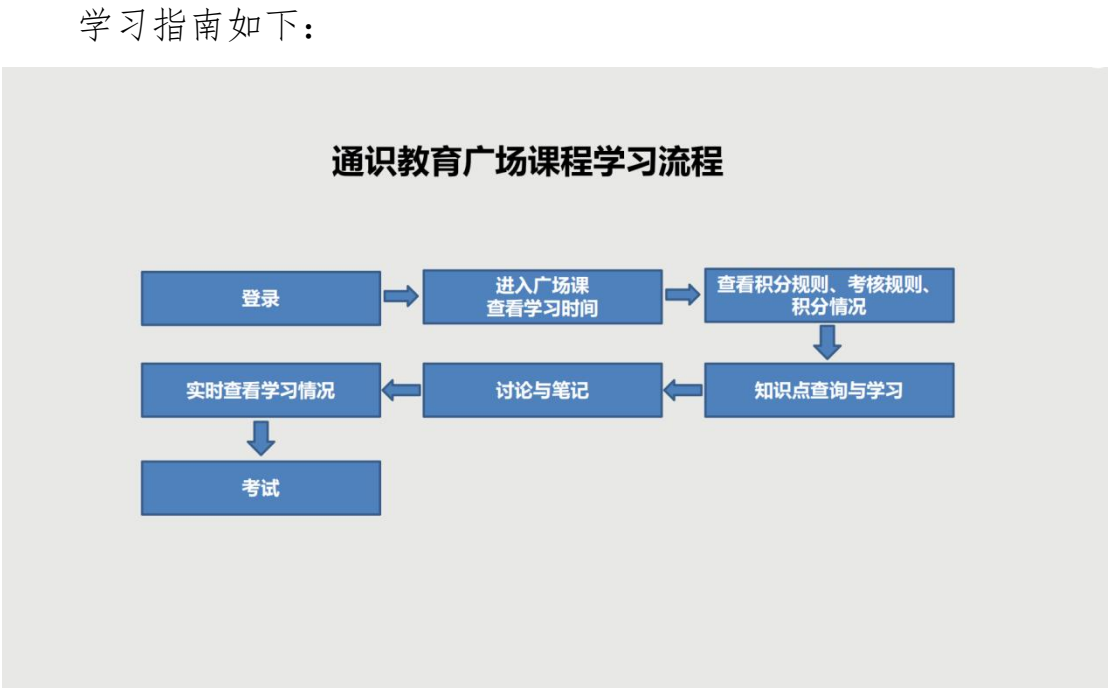 学习指南如下：
通识教育广场课程学习流程
登录
进入广场课
查看学习时间
查看积分规则、考核规则、
积分情况
知识点查询与学习
讨论与笔记
实时查看学习情况
考试